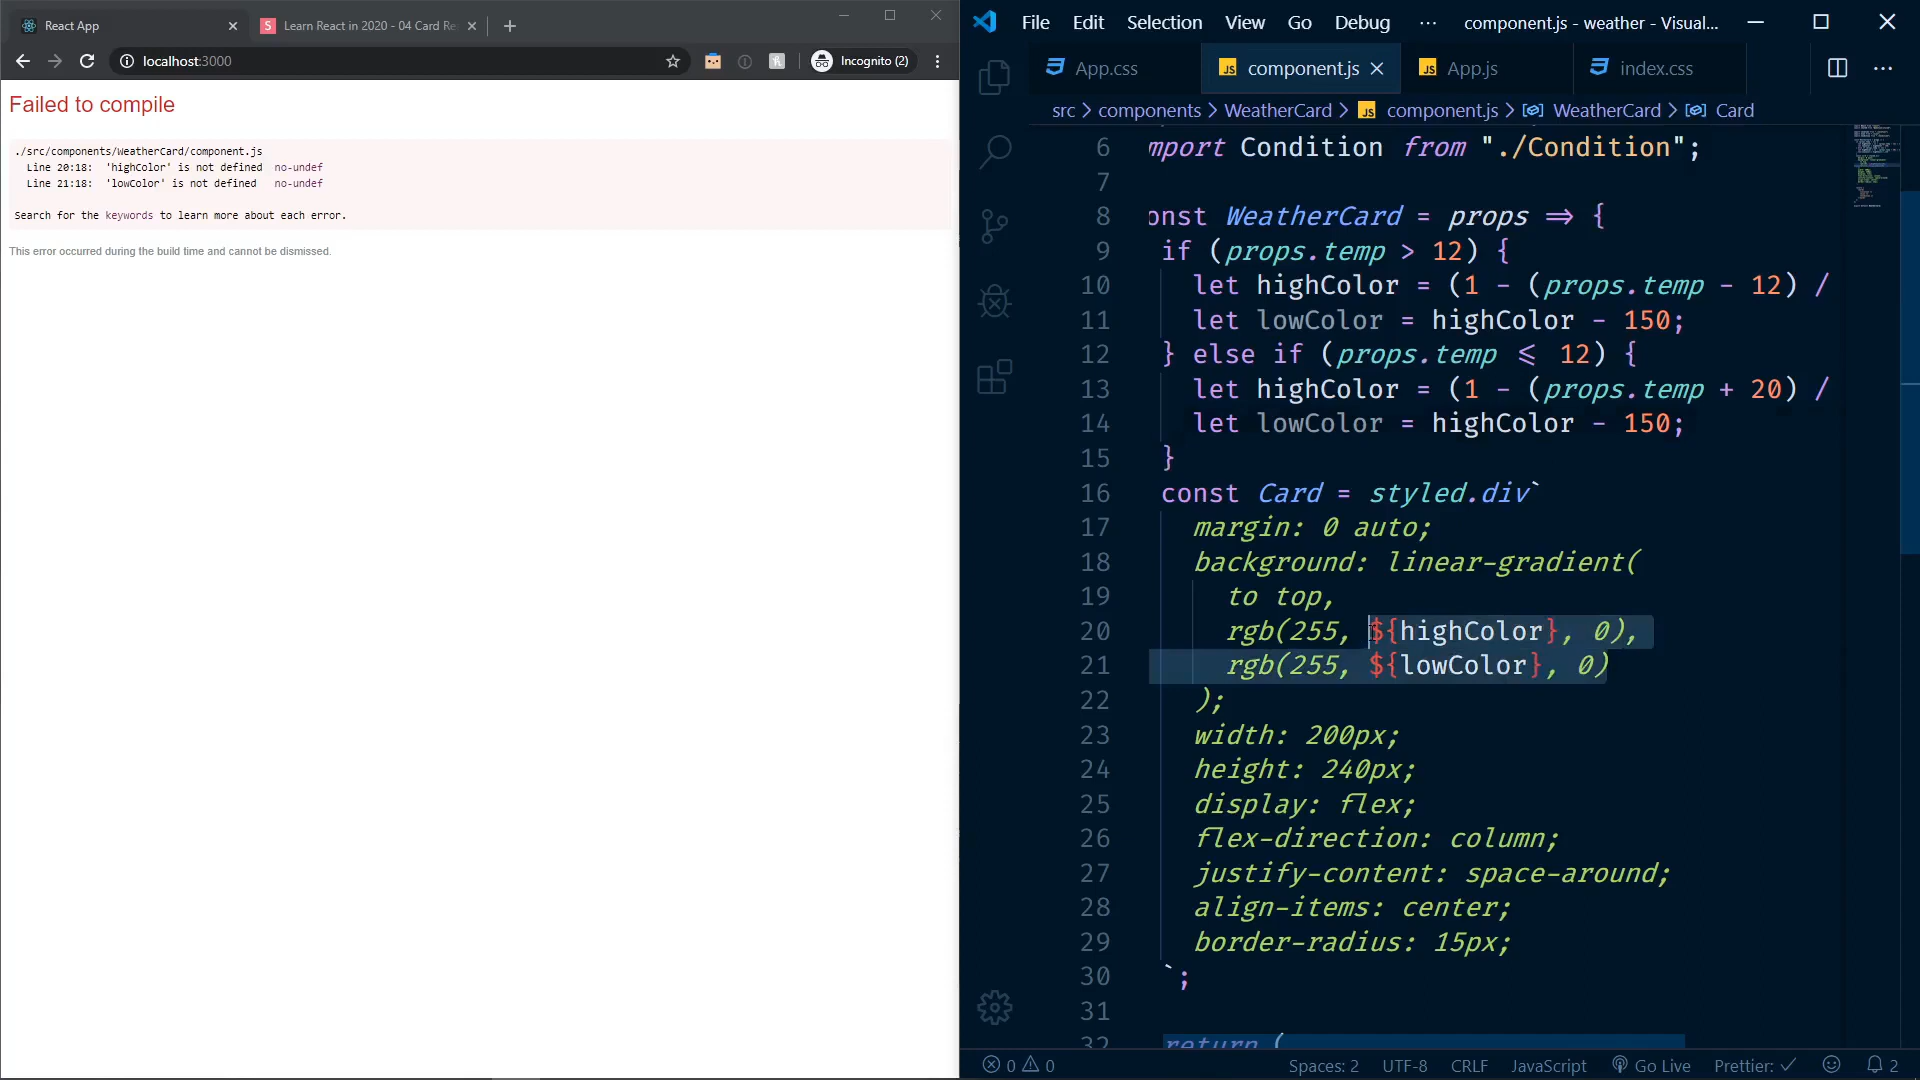 React App
Learn React in 2020 - 04 Card Re
localhost:3000
Incognito (2)
Failed to compile
./src/components/WeatherCard/component.js
Line 20:18: 'highColor' is not defined no-undef
Line 21:18: 'lowColor' is not defined no-undef
Search for the keywords to learn more about each error.
This error occurred during the build time and cannot be dismissed.
File Edit Selection View Go Debug ··· component.js - weather - Visual...
App.css
JS component.js
JS App.js
index.css
src > components > WeatherCard > JS component.js > WeatherCard > Card
6 mport Condition from "./Condition";
7
8 onst WeatherCard = props => {
9 if (props.temp > 12) {
10 let highColor = (1 - (props.temp - 12) /
11 let lowColor = highColor - 150;
12 } else if (props.temp <= 12) {
13 let highColor = (1 - (props.temp + 20) /
14 let lowColor = highColor - 150;
15 }
16 const Card = styled.div`
17 margin: 0 auto;
18 background: linear-gradient(
19 to top,
20 rgb(255, ${highColor}, 0),
21 rgb(255, ${lowColor}, 0)
22 );
23 width: 200px;
24 height: 240px;
25 display: flex;
26 flex-direction: column;
27 justify-content: space-around;
28 align-items: center;
29 border-radius: 15px;
30 `;
31
32 return (
0 0 Spaces: 2 UTF-8 CRLF JavaScript Go Live Prettier: ✓ 2